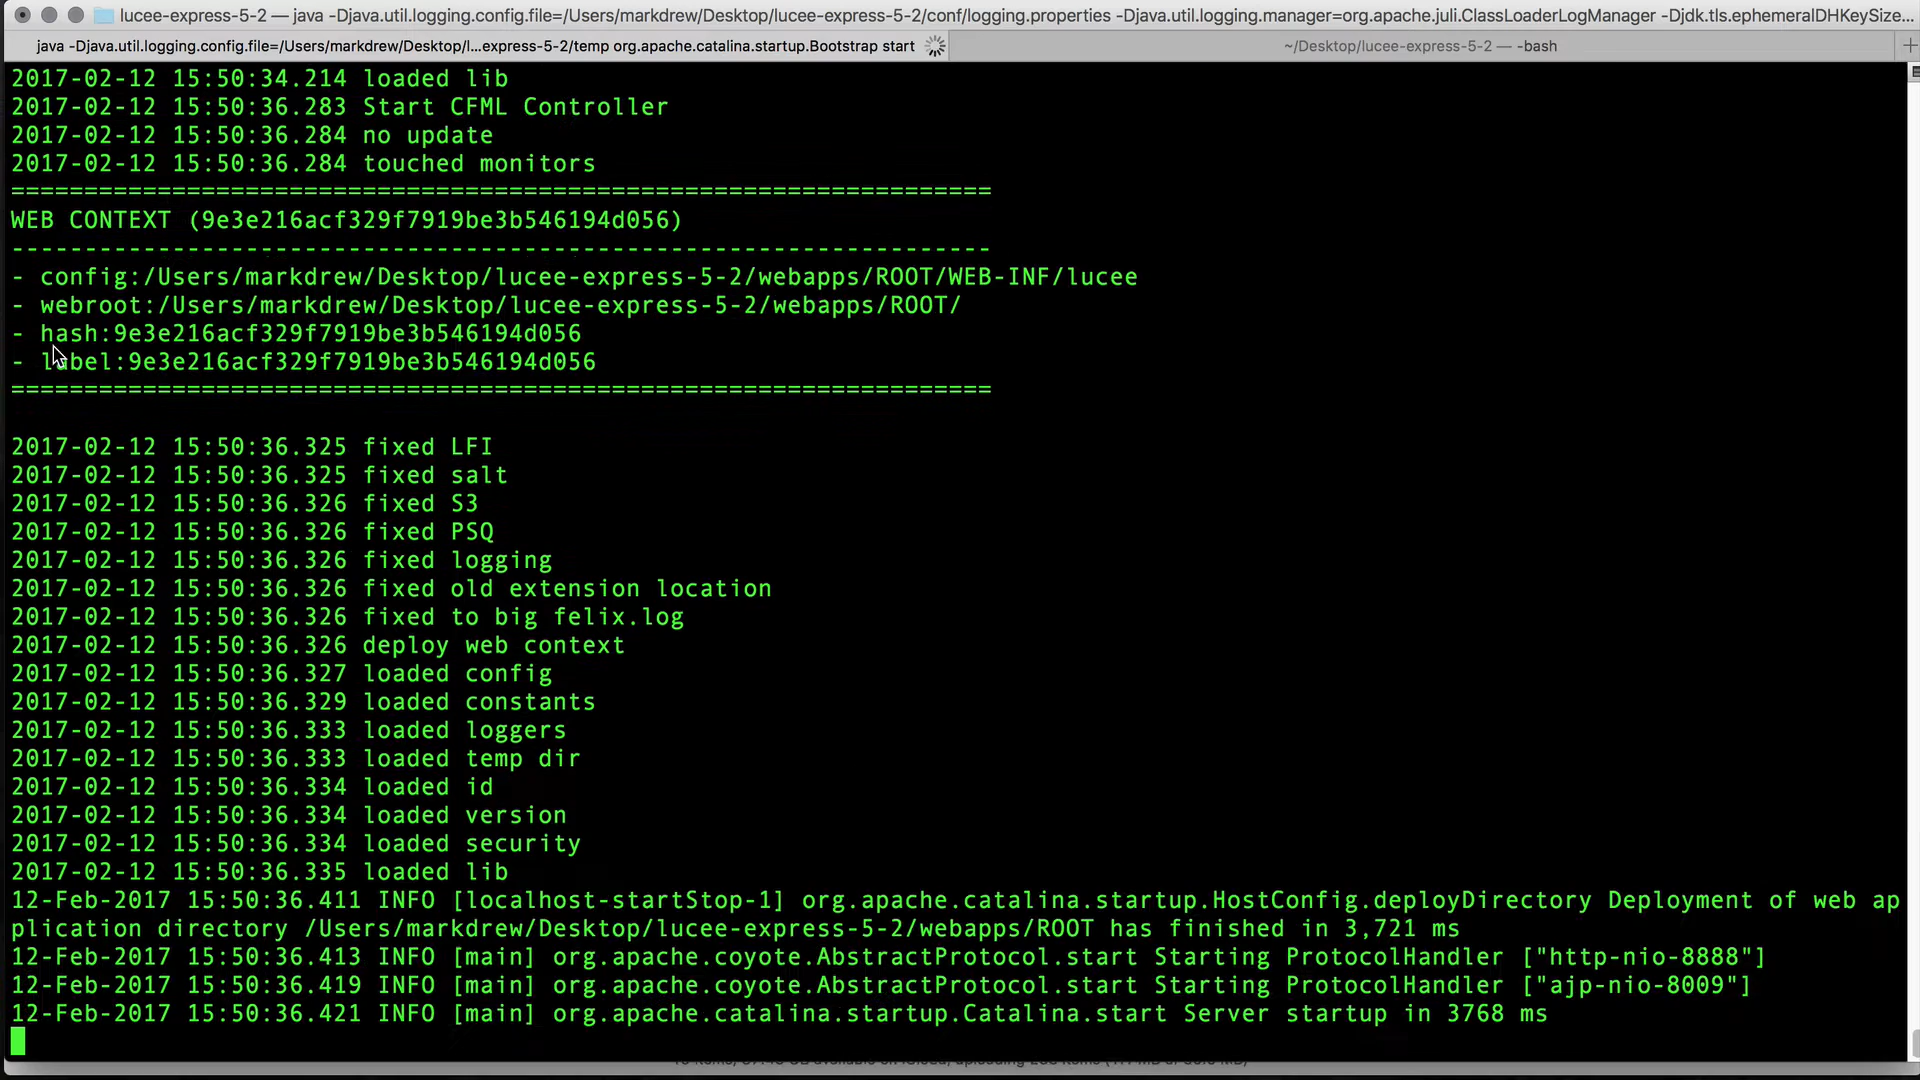 lucee-express-5-2 — java -Djava.util.logging.config.file=/Users/markdrew/Desktop/lucee-express-5-2/conf/logging.properties -Djava.util.logging.manager=org.apache.juli.ClassLoaderLogManager -Djdk.tls.ephemeralDHKeySize...
java -Djava.util.logging.config.file=/Users/markdrew/Desktop/l...express-5-2/temp org.apache.catalina.startup.Bootstrap start ~/Desktop/lucee-express-5-2 — -bash
2017-02-12 15:50:34.214 loaded lib
2017-02-12 15:50:36.283 Start CFML Controller
2017-02-12 15:50:36.284 no update
2017-02-12 15:50:36.284 touched monitors
===================================================================
WEB CONTEXT (9e3e216acf329f7919be3b546194d056)
-------------------------------------------------------------------
- config:/Users/markdrew/Desktop/lucee-express-5-2/webapps/ROOT/WEB-INF/lucee
- webroot:/Users/markdrew/Desktop/lucee-express-5-2/webapps/ROOT/
- hash:9e3e216acf329f7919be3b546194d056
- label:9e3e216acf329f7919be3b546194d056
===================================================================
2017-02-12 15:50:36.325 fixed LFI
2017-02-12 15:50:36.325 fixed salt
2017-02-12 15:50:36.326 fixed S3
2017-02-12 15:50:36.326 fixed PSQ
2017-02-12 15:50:36.326 fixed logging
2017-02-12 15:50:36.326 fixed old extension location
2017-02-12 15:50:36.326 fixed to big felix.log
2017-02-12 15:50:36.326 deploy web context
2017-02-12 15:50:36.327 loaded config
2017-02-12 15:50:36.329 loaded constants
2017-02-12 15:50:36.333 loaded loggers
2017-02-12 15:50:36.333 loaded temp dir
2017-02-12 15:50:36.334 loaded id
2017-02-12 15:50:36.334 loaded version
2017-02-12 15:50:36.334 loaded security
2017-02-12 15:50:36.335 loaded lib
12-Feb-2017 15:50:36.411 INFO [localhost-startStop-1] org.apache.catalina.startup.HostConfig.deployDirectory Deployment of web ap
plication directory /Users/markdrew/Desktop/lucee-express-5-2/webapps/ROOT has finished in 3,721 ms
12-Feb-2017 15:50:36.413 INFO [main] org.apache.coyote.AbstractProtocol.start Starting ProtocolHandler ["http-nio-8888"]
12-Feb-2017 15:50:36.419 INFO [main] org.apache.coyote.AbstractProtocol.start Starting ProtocolHandler ["ajp-nio-8009"]
12-Feb-2017 15:50:36.421 INFO [main] org.apache.catalina.startup.Catalina.start Server startup in 3768 ms